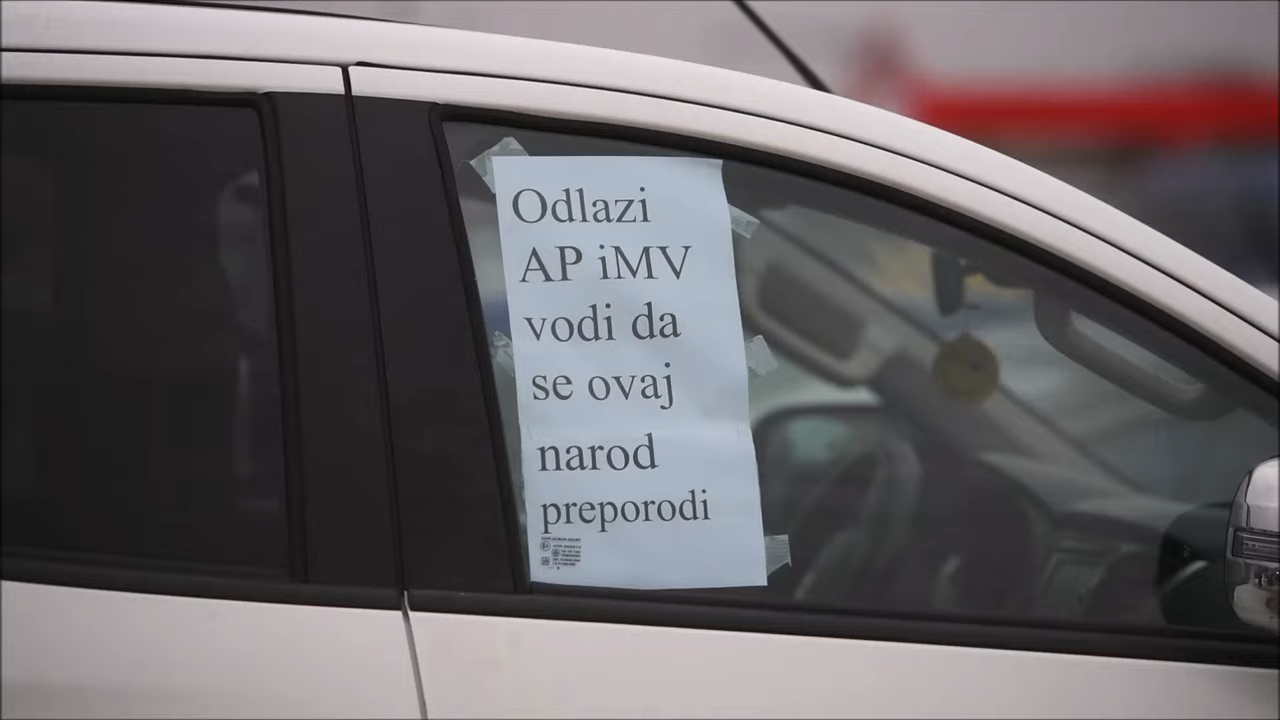 Odlazi
AP iMV
vodi da
se ovaj
narod
preporodi